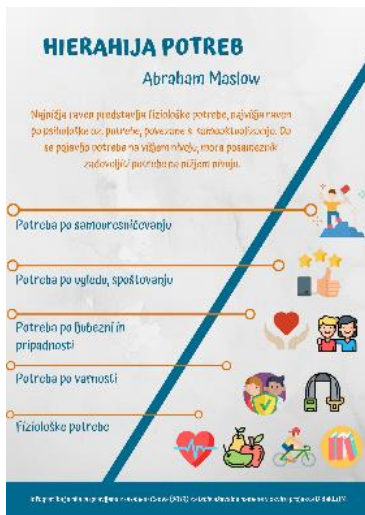 HIERAHIJA POTREB
Abraham Maslow
Najnižja raven predstavlja fiziološke potrebe, najvišja raven
pa psihološke oz. potrebe, povezane s samoaktualizacijo. Da
se pojavijo potrebe na višjem nivoju, mora posameznik
zadovoljiti potrebe na nižjem nivoju.
Potreba po samouresničevanju
Potreba po ugledu, spoštovanju
Potreba po ljubezni in
pripadnosti
Potreba po varnosti
Fiziološke potrebe